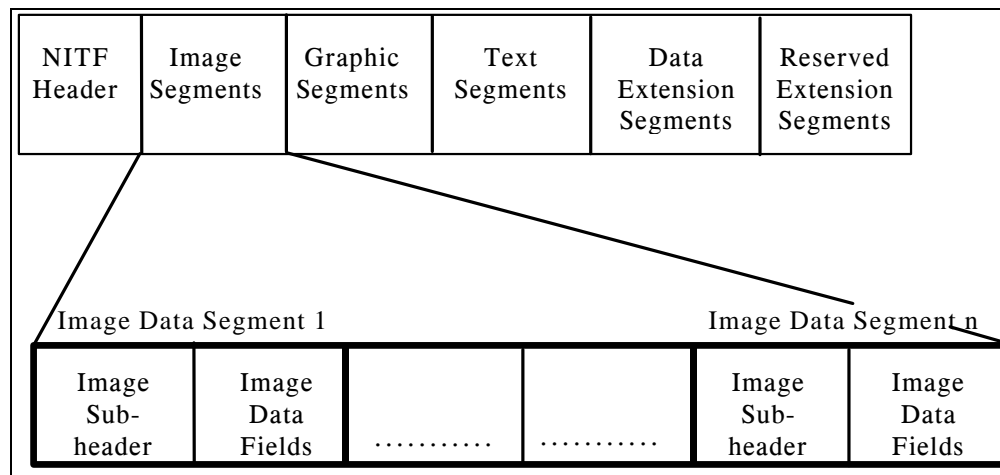 NITF
Header
Image
Segments
Graphic
Segments
Text
Segments
Data
Extension
Segments
Reserved
Extension
Segments
Image Data Segment 1
Image Data Segment n
Image
Sub-
header
Image
Data
Fields
...........
...........
Image
Sub-
header
Image
Data
Fields